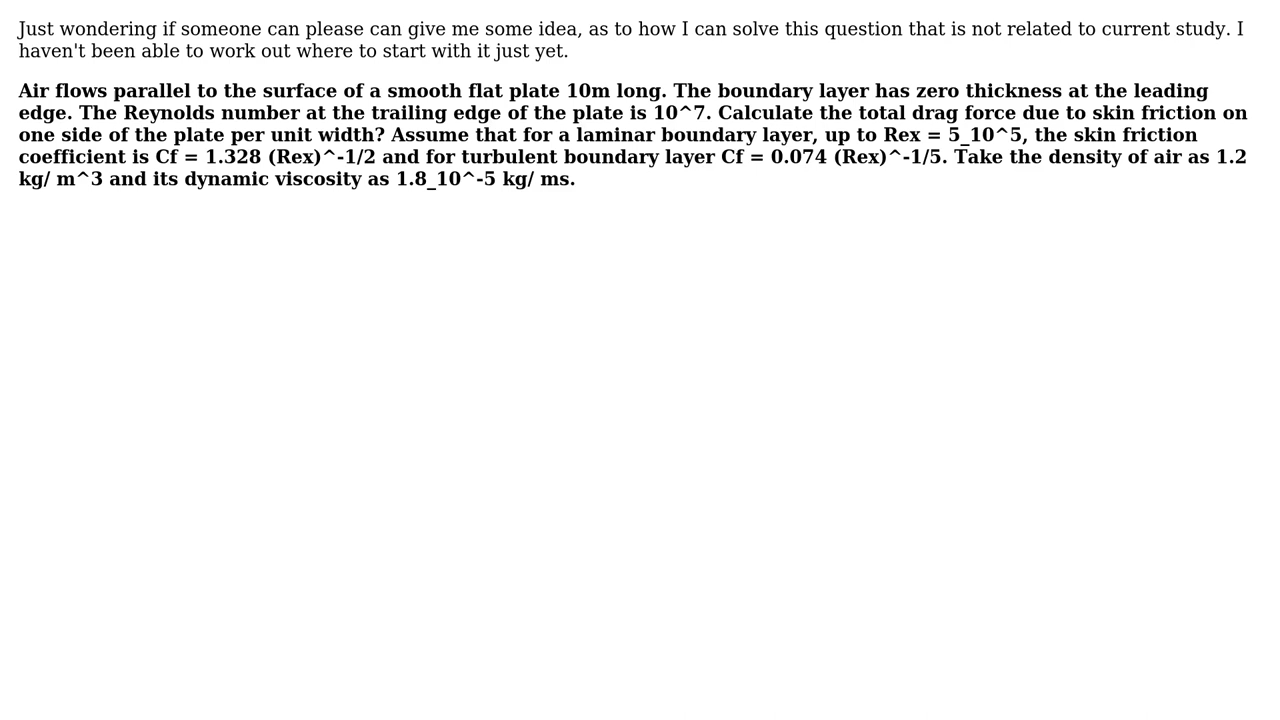 Just wondering if someone can please can give me some idea, as to how I can solve this question that is not related to current study. I
haven't been able to work out where to start with it just yet.
Air flows parallel to the surface of a smooth flat plate 10m long. The boundary layer has zero thickness at the leading
edge. The Reynolds number at the trailing edge of the plate is 10^7. Calculate the total drag force due to skin friction on
one side of the plate per unit width? Assume that for a laminar boundary layer, up to Rex = 5_10^5, the skin friction
coefficient is Cf = 1.328 (Rex)^-1/2 and for turbulent boundary layer Cf = 0.074 (Rex)^-1/5. Take the density of air as 1.2
kg/ m^3 and its dynamic viscosity as 1.8_10^-5 kg/ ms.